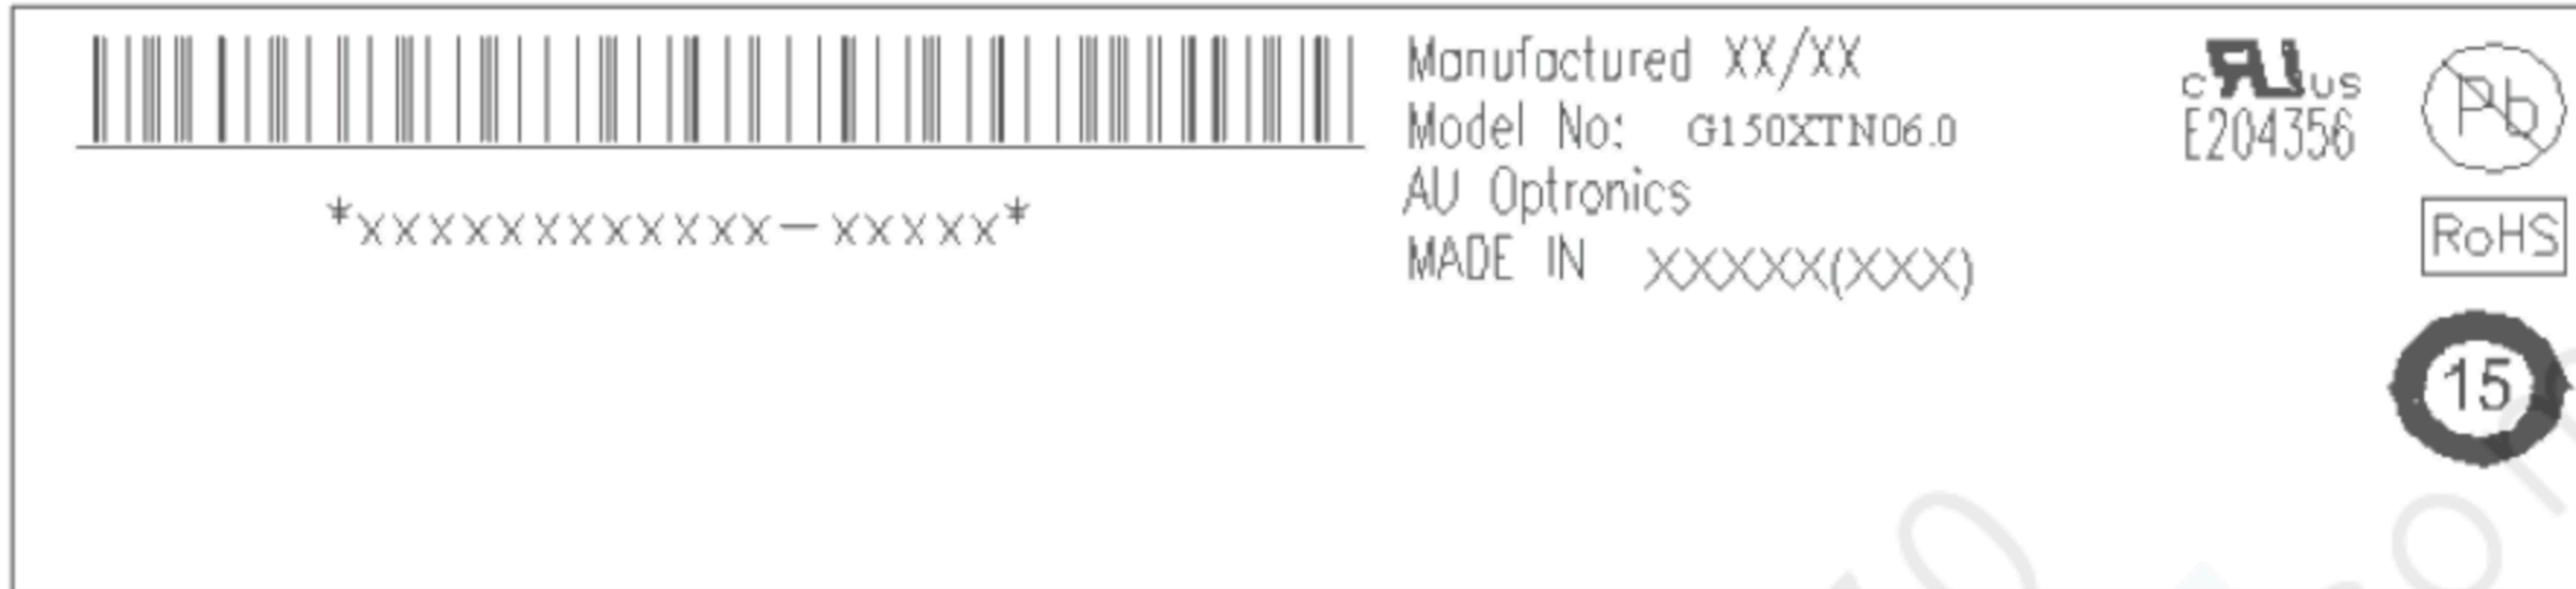 *xxxxxxxxxxxx-xxxxx*
Manufactured XX/XX
Model No: G150XTN06.0
AU Optronics
MADE IN XXXXX(XXX)
c us
E204356
Pb
RoHS
15